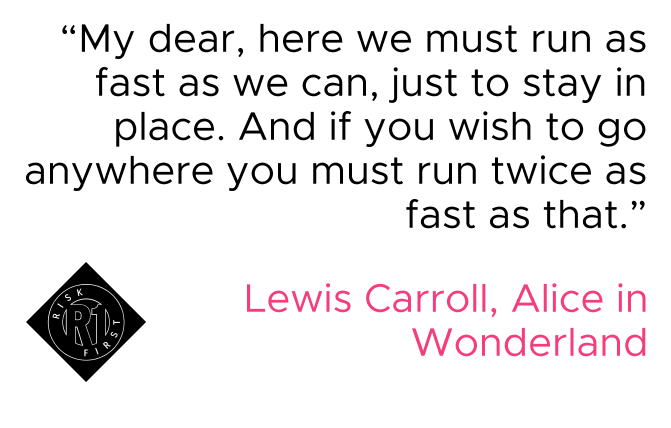 “My dear, here we must run as
fast as we can, just to stay in
place. And if you wish to go
anywhere you must run twice as
fast as that.”
Lewis Carroll, Alice in
Wonderland
RISK
R1
FIRST